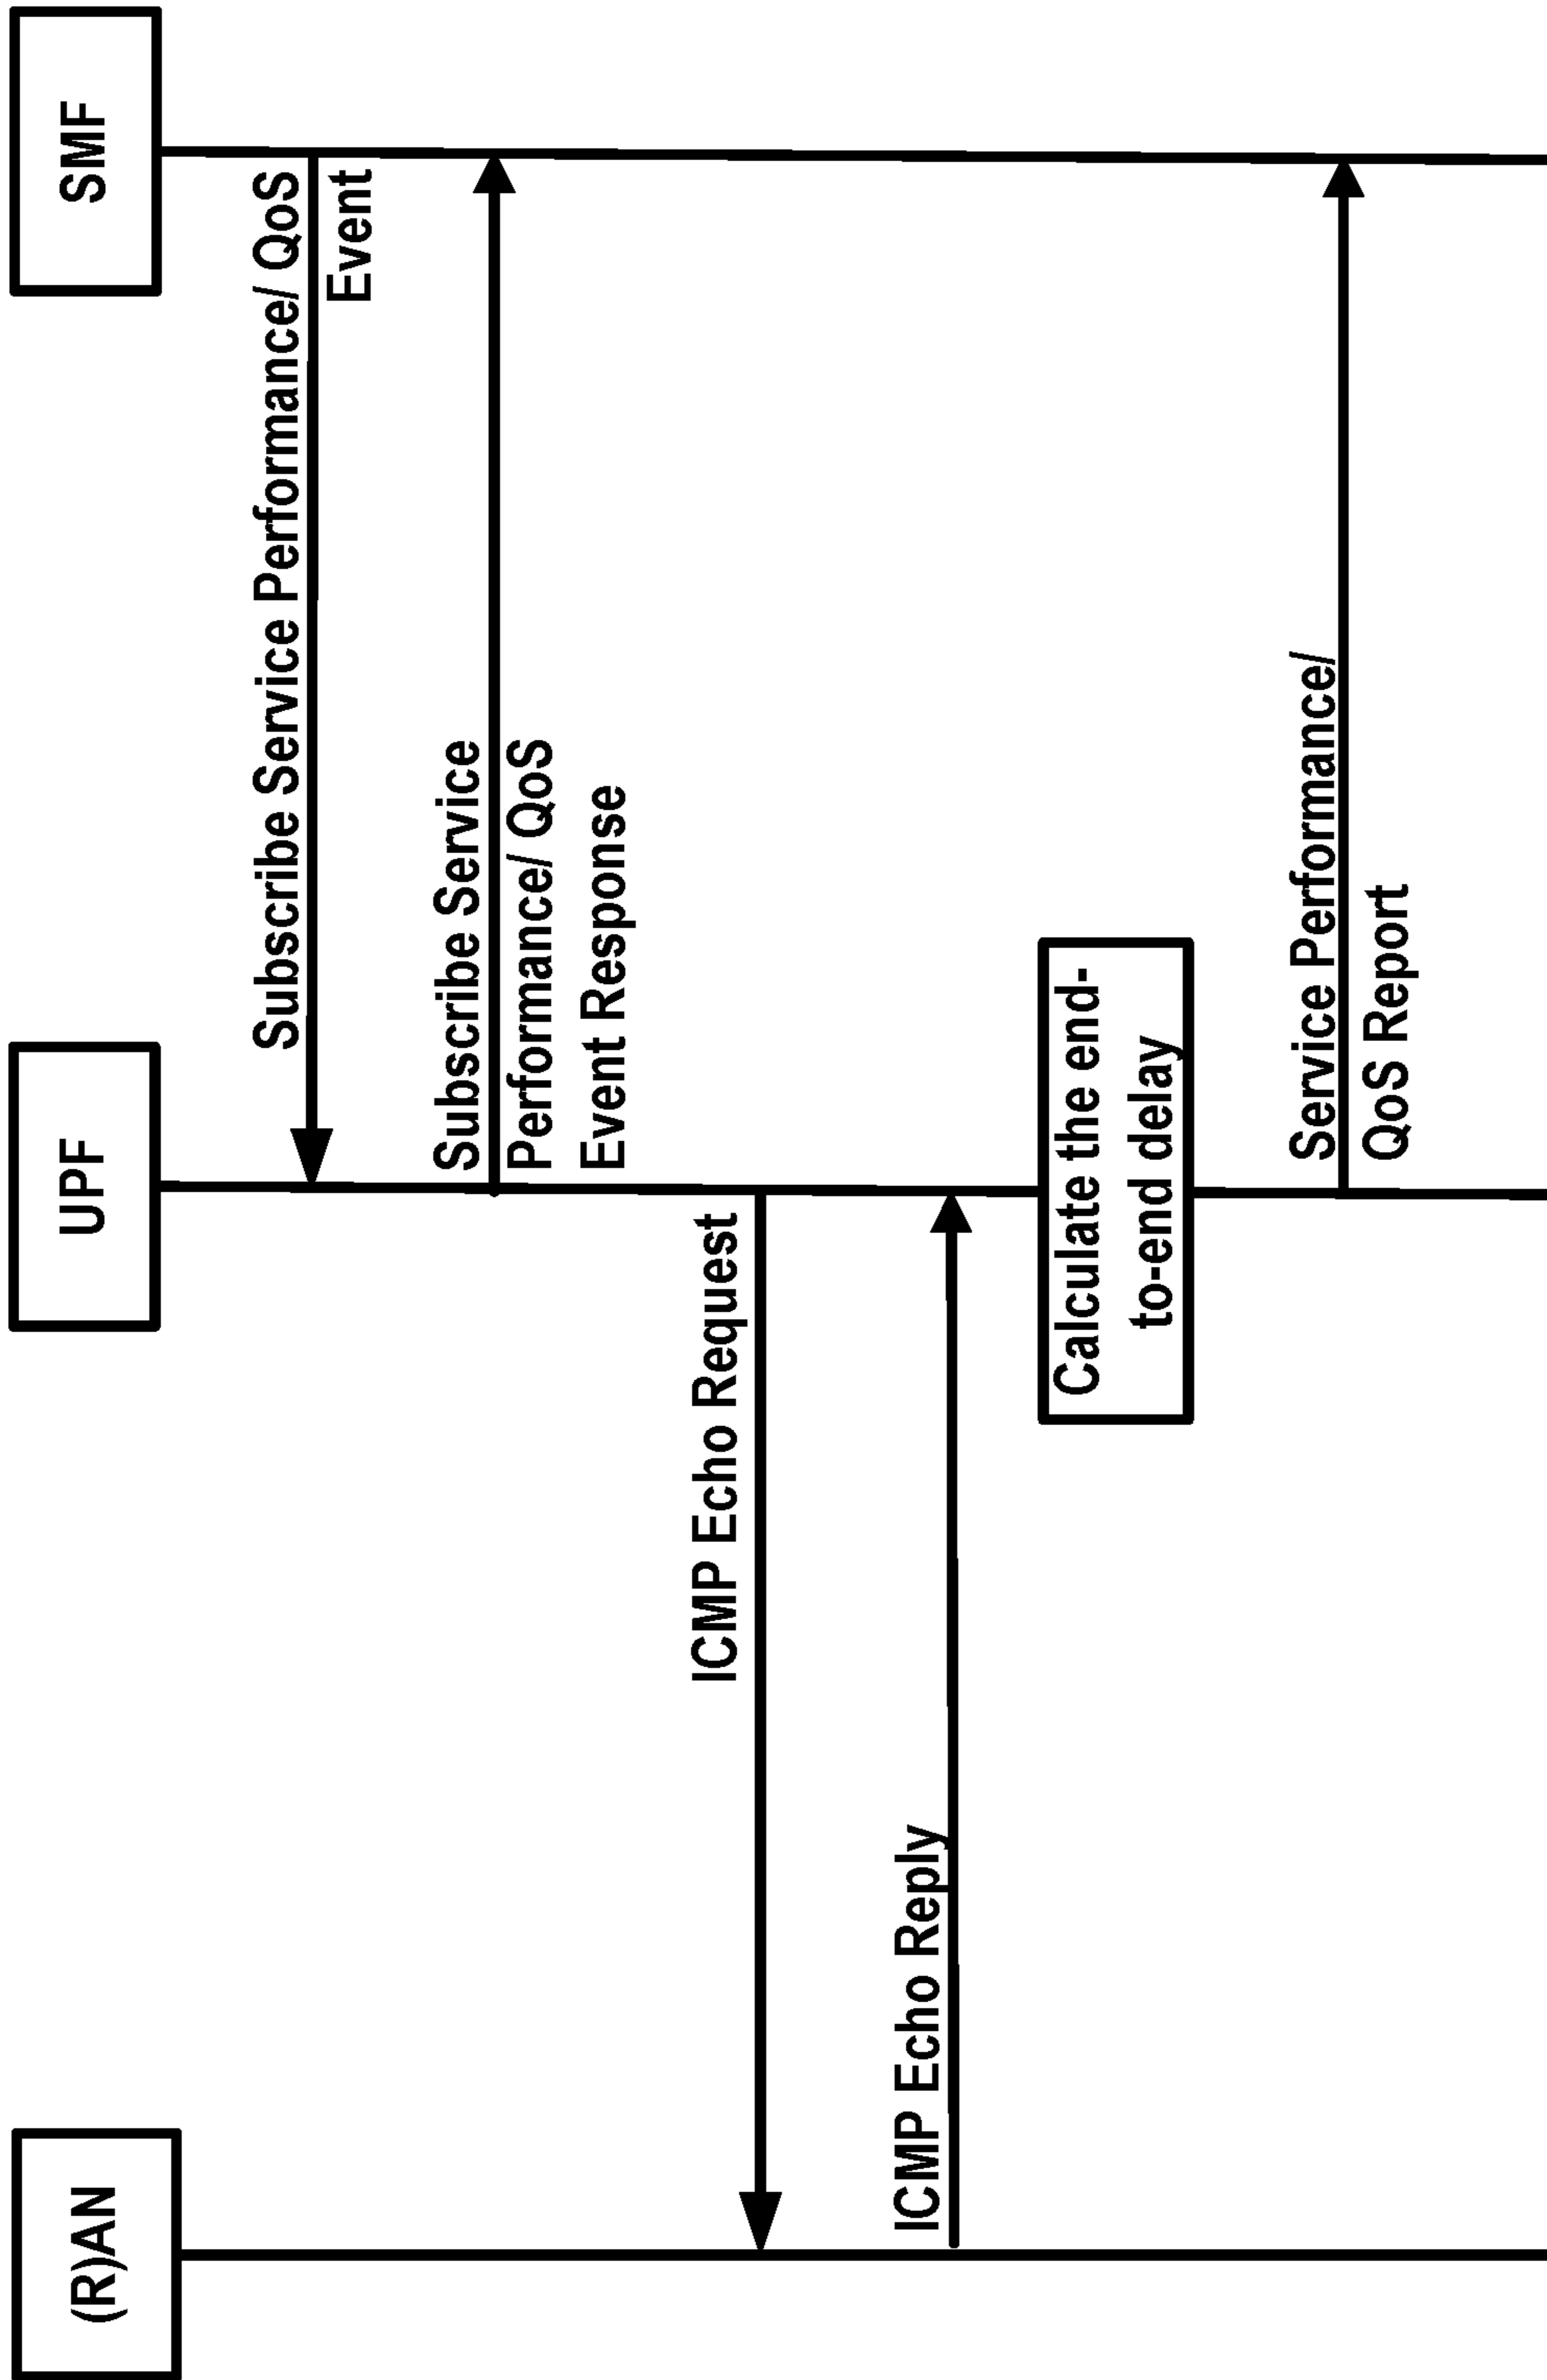 (R)AN
UPF
SMF
Subscribe Service Performance/ QoS
Event
Subscribe Service
Performance/ QoS
Event Response
ICMP Echo Request
ICMP Echo Reply
Calculate the end-
to-end delay
Service Performance/
QoS Report